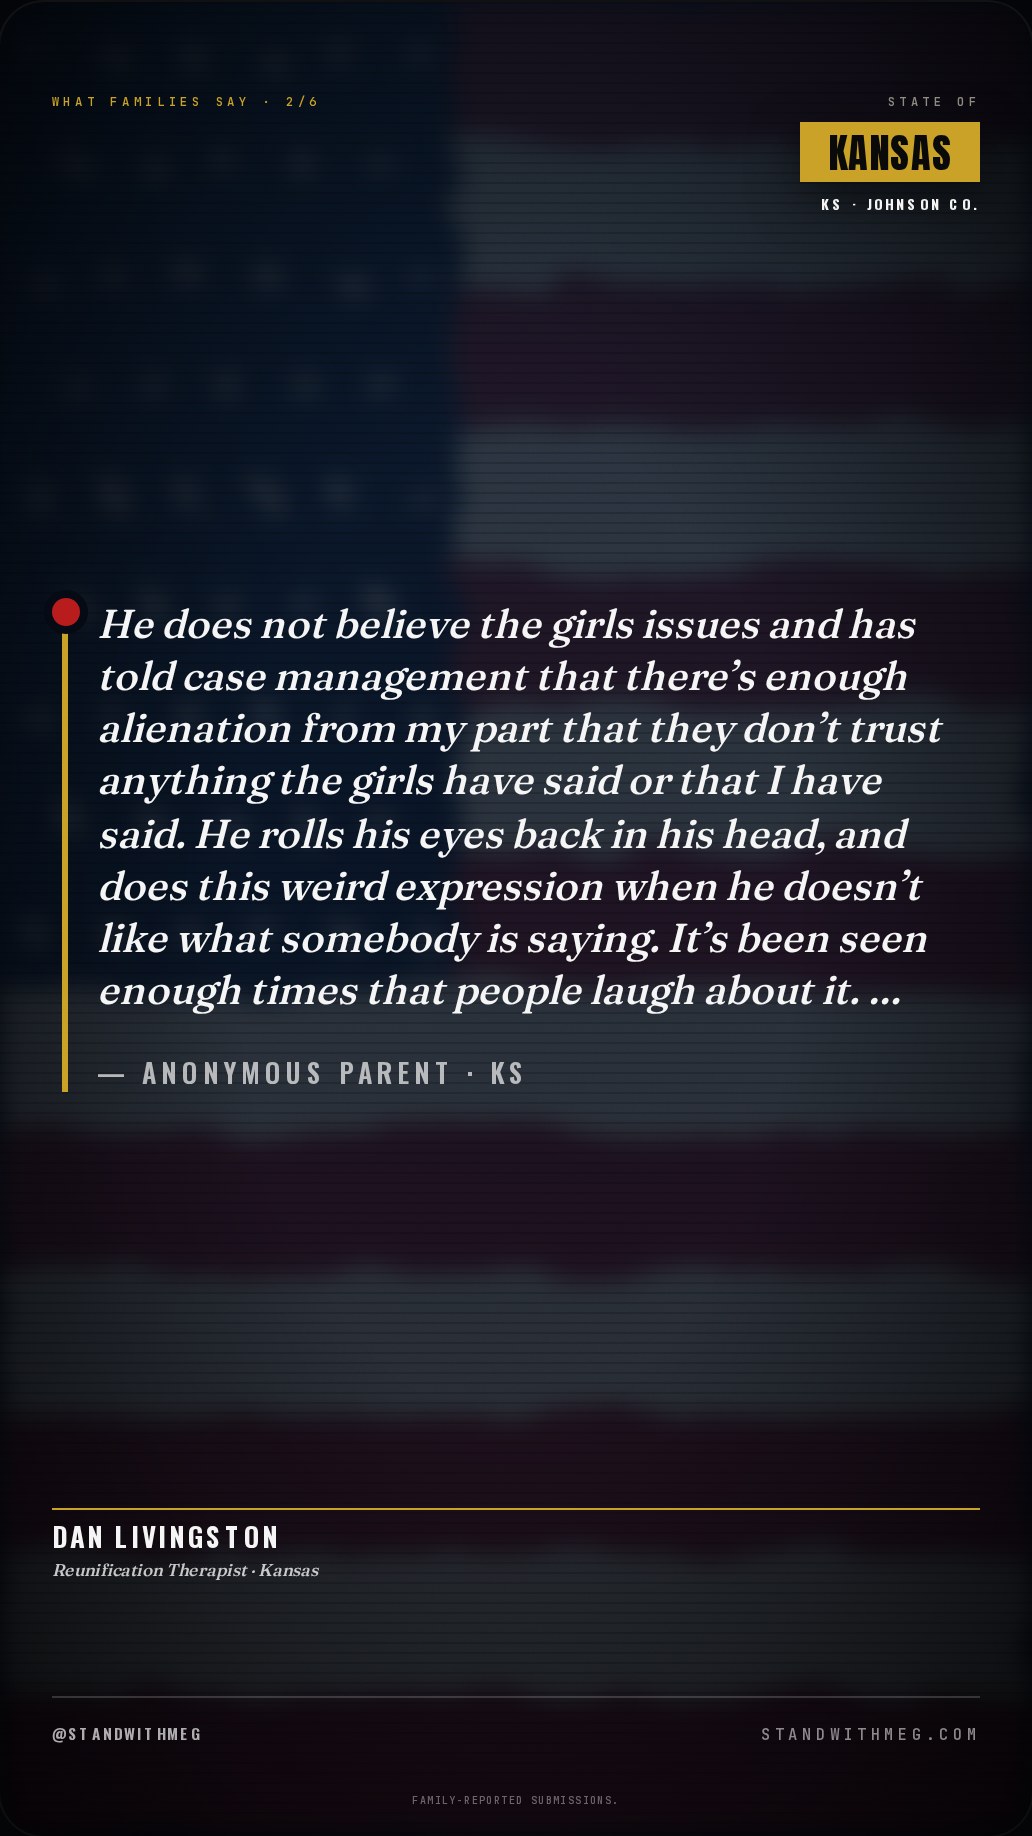 WHAT FAMILIES SAY · 2/6
STATE OF
KANSAS
KS · JOHNSON CO.
He does not believe the girls issues and has
told case management that there’s enough
alienation from my part that they don’t trust
anything the girls have said or that I have
said. He rolls his eyes back in his head, and
does this weird expression when he doesn’t
like what somebody is saying. It’s been seen
enough times that people laugh about it. ...
— ANONYMOUS PARENT · KS
DAN LIVINGSTON
Reunification Therapist · Kansas
@STANDWITHMEG
STANDWITHMEG.COM
FAMILY-REPORTED SUBMISSIONS.